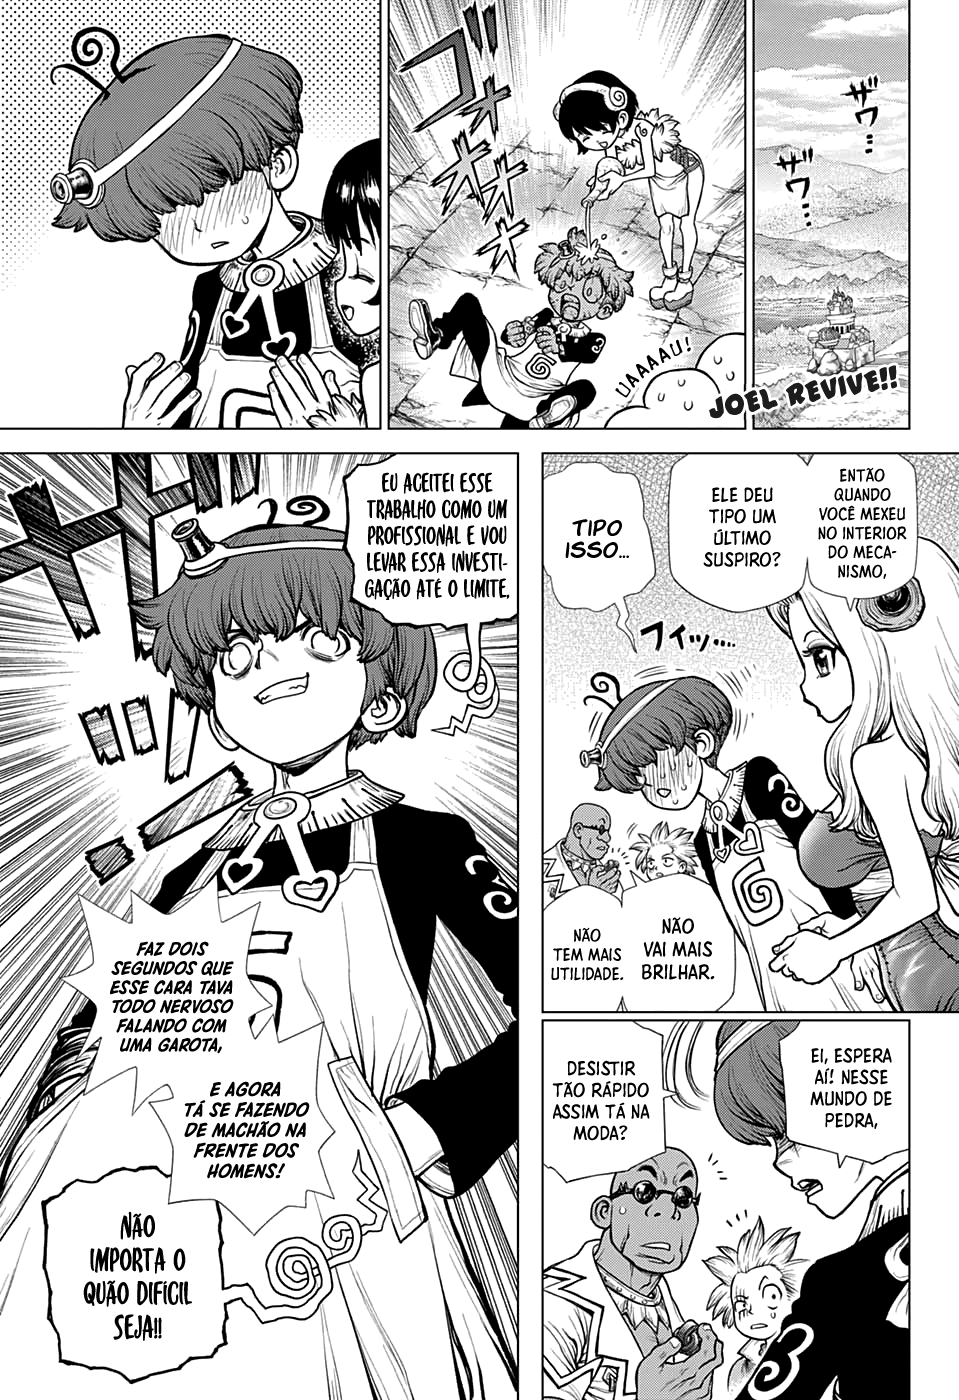 ザワ…
ザワ…
JOEL REVIVE!!
ゴオオオオ
UAAAAU!
ENTÃO
QUANDO
VOCÊ MEXEU
NO INTERIOR
DO MECA-
NISMO,
ELE DEU
TIPO UM
ÚLTIMO
SUSPIRO?
TIPO
ISSO...
フイッ…
NÃO
VAI MAIS
BRILHAR.
NÃO
TEM MAIS
UTILIDADE.
EI, ESPERA
AÍ! NESSE
MUNDO DE
PEDRA,
DESISTIR
TÃO RÁPIDO
ASSIM TÁ NA
MODA?
EU ACEITEI ESSE
TRABALHO COMO UM
PROFISSIONAL E VOU
LEVAR ESSA INVESTI-
GAÇÃO ATÉ O LIMITE.
FAZ DOIS
SEGUNDOS QUE
ESSE CARA TAVA
TODO NERVOSO
FALANDO COM
UMA GAROTA,
E AGORA
TÁ SE FAZENDO
DE MACHÃO NA
FRENTE DOS
HOMENS!
NÃO
IMPORTA O
QUÃO DIFÍCIL
SEJA!!